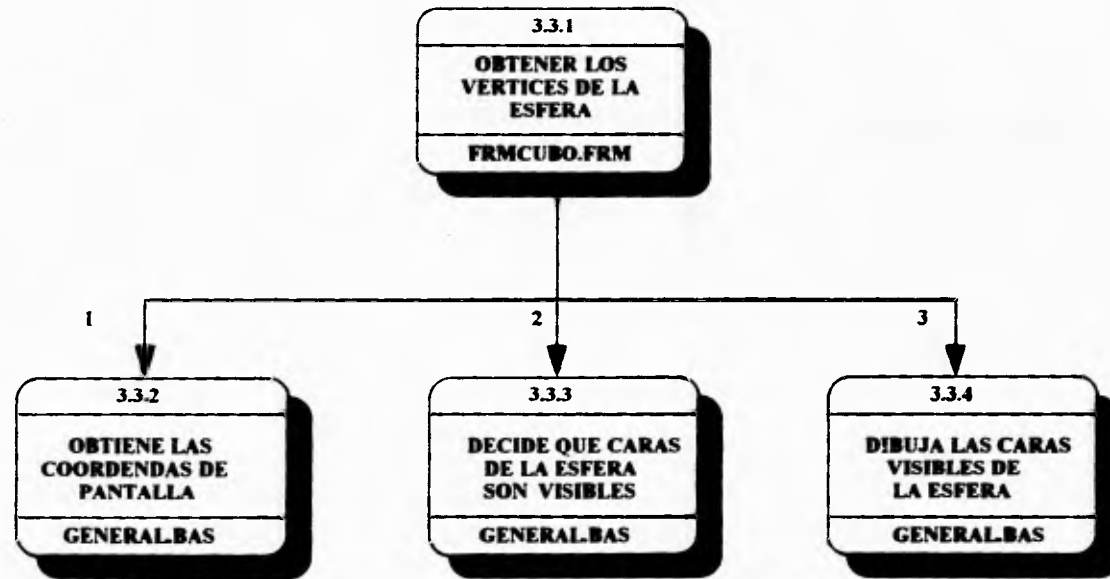 3.3.1
OBTENER LOS
VERTICES DE LA
ESFERA
FRMCUBO.FRM
1
2
3
3.3.2
OBTIENE LAS
COORDENDAS DE
PANTALLA
GENERAL.BAS
3.3.3
DECIDE QUE CARAS
DE LA ESFERA
SON VISIBLES
GENERAL.BAS
3.3.4
DIBUJA LAS CARAS
VISIBLES DE
LA ESFERA
GENERAL.BAS